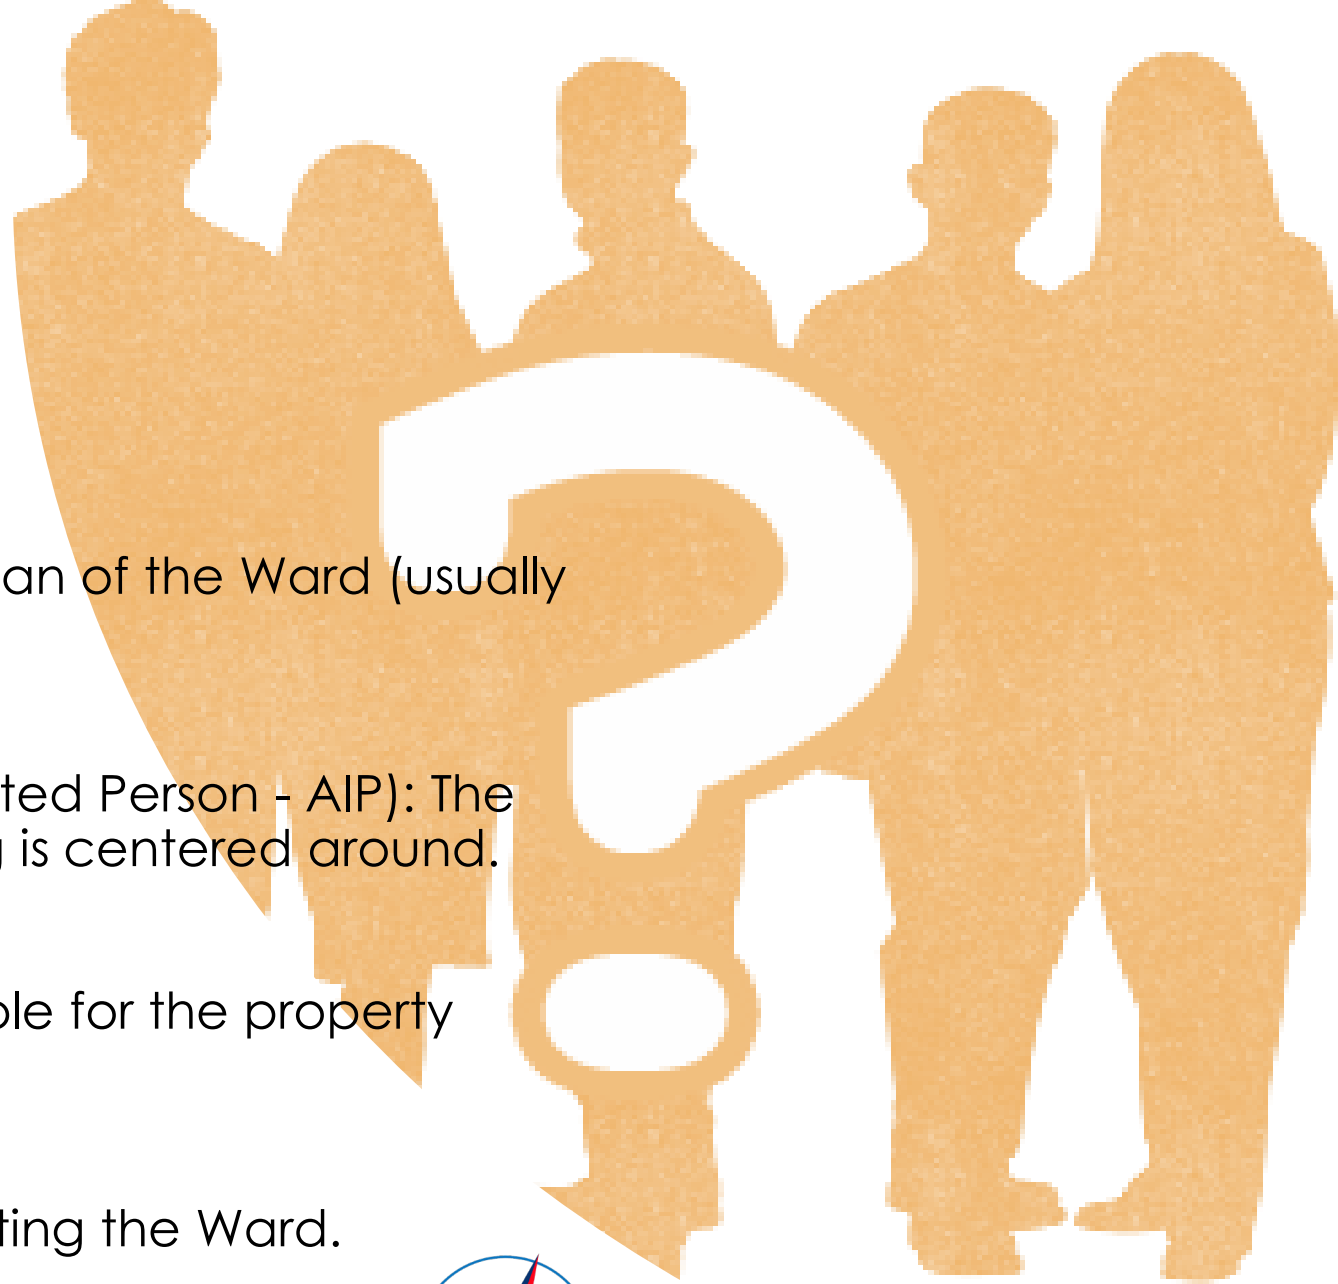 an of the Ward (usually
ted Person - AIP): The
g is centered around.
ble for the property
ting the Ward.